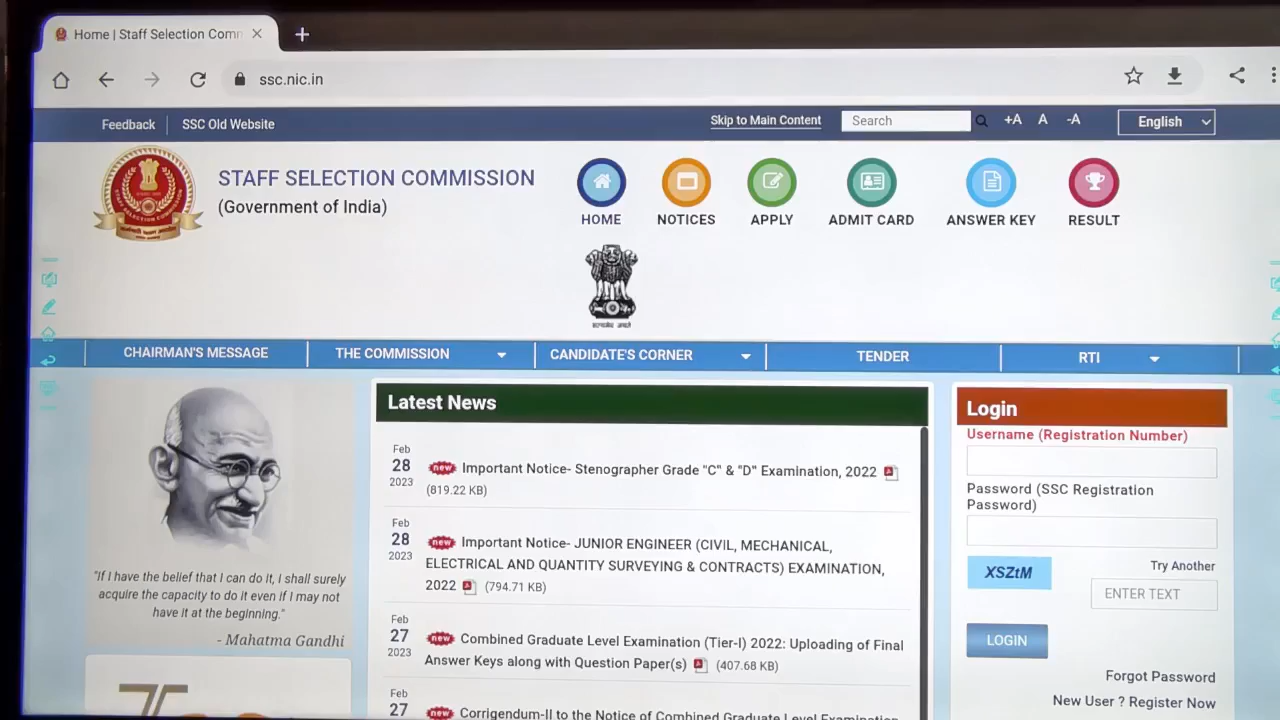 Home | Staff Selection Comm
ssc.nic.in
Feedback
SSC Old Website
Skip to Main Content
Search
+A A -A
English
STAFF SELECTION COMMISSION
(Government of India)
HOME
NOTICES
APPLY
ADMIT CARD
ANSWER KEY
RESULT
CHAIRMAN'S MESSAGE
THE COMMISSION
CANDIDATE'S CORNER
TENDER
RTI
"If I have the belief that I can do it, I shall surely
acquire the capacity to do it even if I may not
have it at the beginning."
- Mahatma Gandhi
75
Latest News
Feb
28
2023
new Important Notice- Stenographer Grade "C" & "D" Examination, 2022
(819.22 KB)
Feb
28
2023
new Important Notice- JUNIOR ENGINEER (CIVIL, MECHANICAL,
ELECTRICAL AND QUANTITY SURVEYING & CONTRACTS) EXAMINATION,
2022 (794.71 KB)
Feb
27
2023
new Combined Graduate Level Examination (Tier-I) 2022: Uploading of Final
Answer Keys along with Question Paper(s) (407.68 KB)
Feb
27
new Corrigendum-II to the Notice of Combined Graduate Level Examination
Login
Username (Registration Number)
Password (SSC Registration
Password)
XSZtM
Try Another
ENTER TEXT
LOGIN
Forgot Password
New User ? Register Now